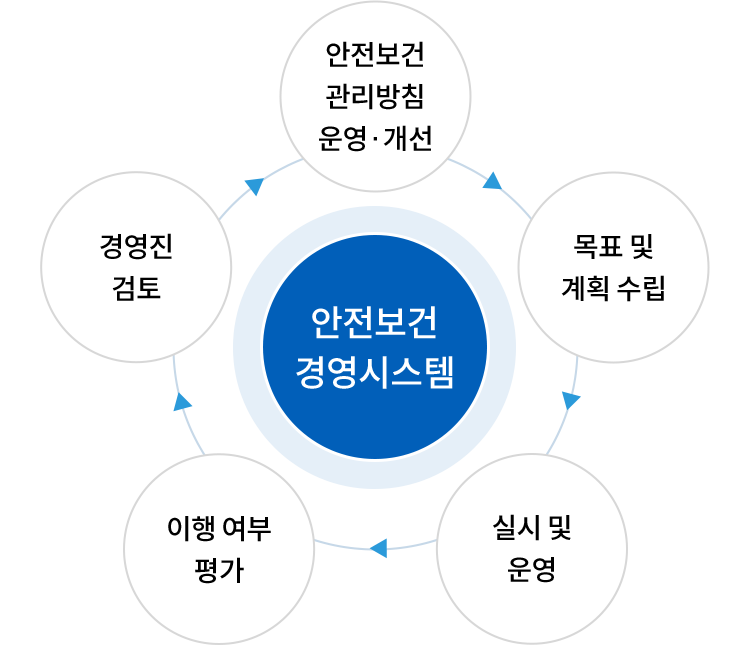 안전보건
관리방침
운영·개선
목표 및
계획 수립
실시 및
운영
이행 여부
평가
경영진
검토
안전보건
경영시스템